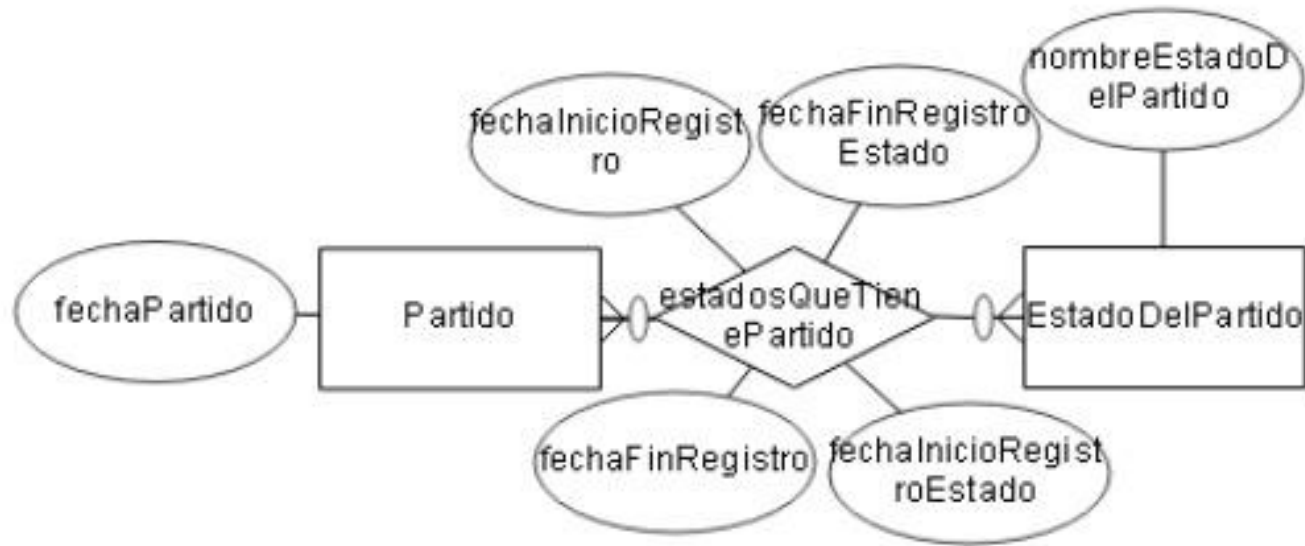 nombreEstadoD
elPartido
fechaInicioRegist
ro
fechaFinRegistro
Estado
fechaPartido
Partido
estadosQueTien
ePartido
EstadoDelPartido
fechaFinRegistro
fechaInicioRegist
roEstado